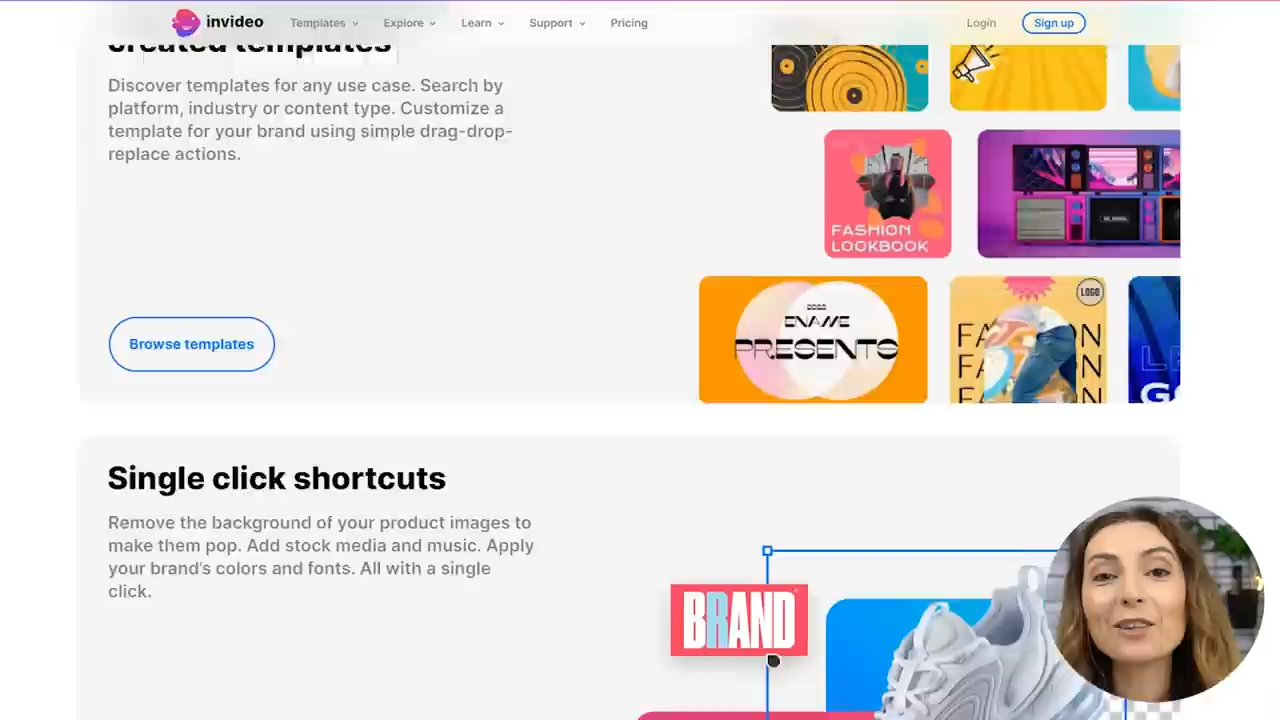 invideo
Templates
Explore
Learn
Support
Pricing
Login
Sign up
created templates
Discover templates for any use case. Search by
platform, industry or content type. Customize a
template for your brand using simple drag-drop-
replace actions.
FASHION
LOOKBOOK
2022
PRESENTS
LOGO
Browse templates
Single click shortcuts
Remove the background of your product images to
make them pop. Add stock media and music. Apply
your brand's colors and fonts. All with a single
click.
BRAND